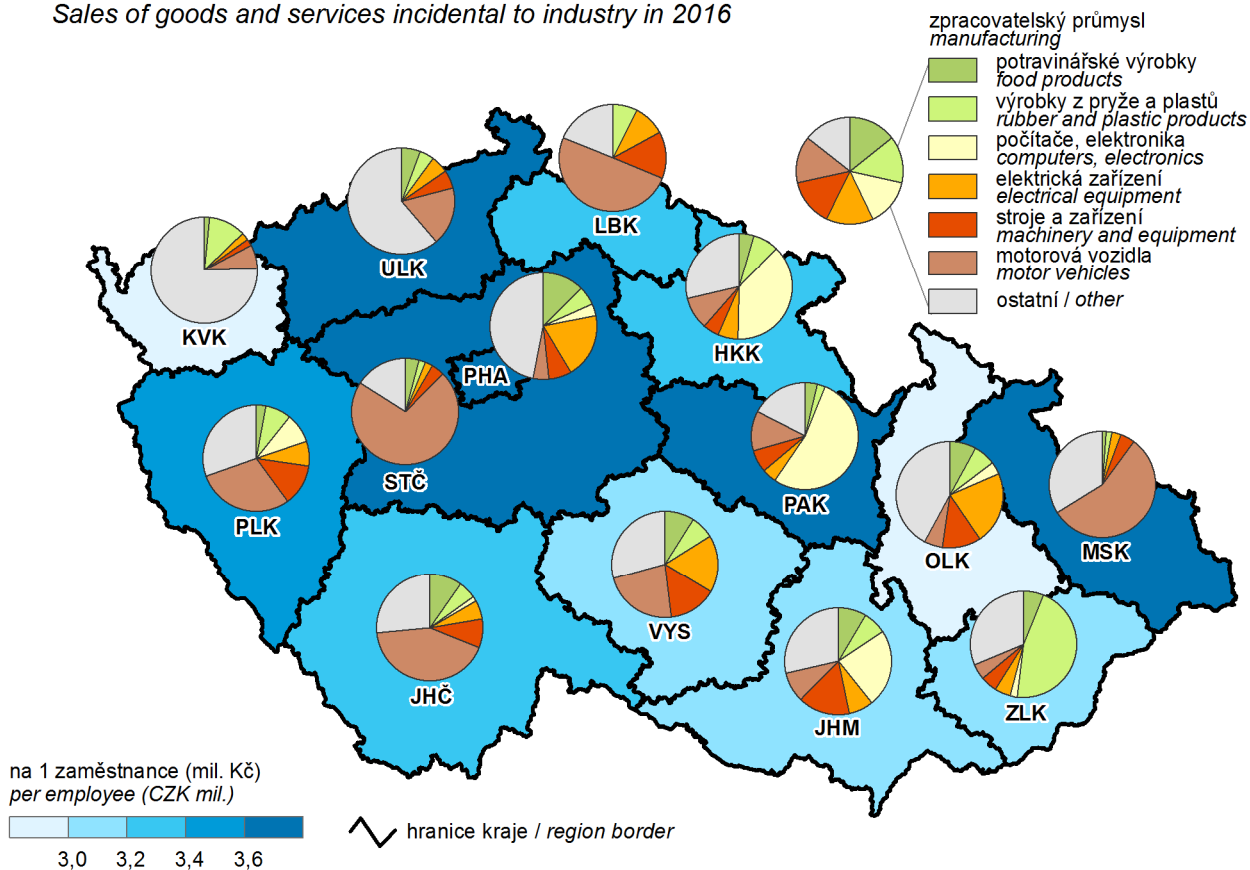 Sales of goods and services incidental to industry in 2016
zpracovatelský průmysl
manufacturing
potravinářské výrobky
food products
výrobky z pryže a plastů
rubber and plastic products
počítače, elektronika
computers, electronics
elektrická zařízení
electrical equipment
stroje a zařízení
machinery and equipment
motorová vozidla
motor vehicles
ostatní / other
LBK
ULK
KVK
HKK
PHA
STČ
PAK
PLK
OLK
MSK
VYS
JHČ
ZLK
JHM
na 1 zaměstnance (mil. Kč)
per employee (CZK mil.)
3,0 3,2 3,4 3,6
hranice kraje / region border